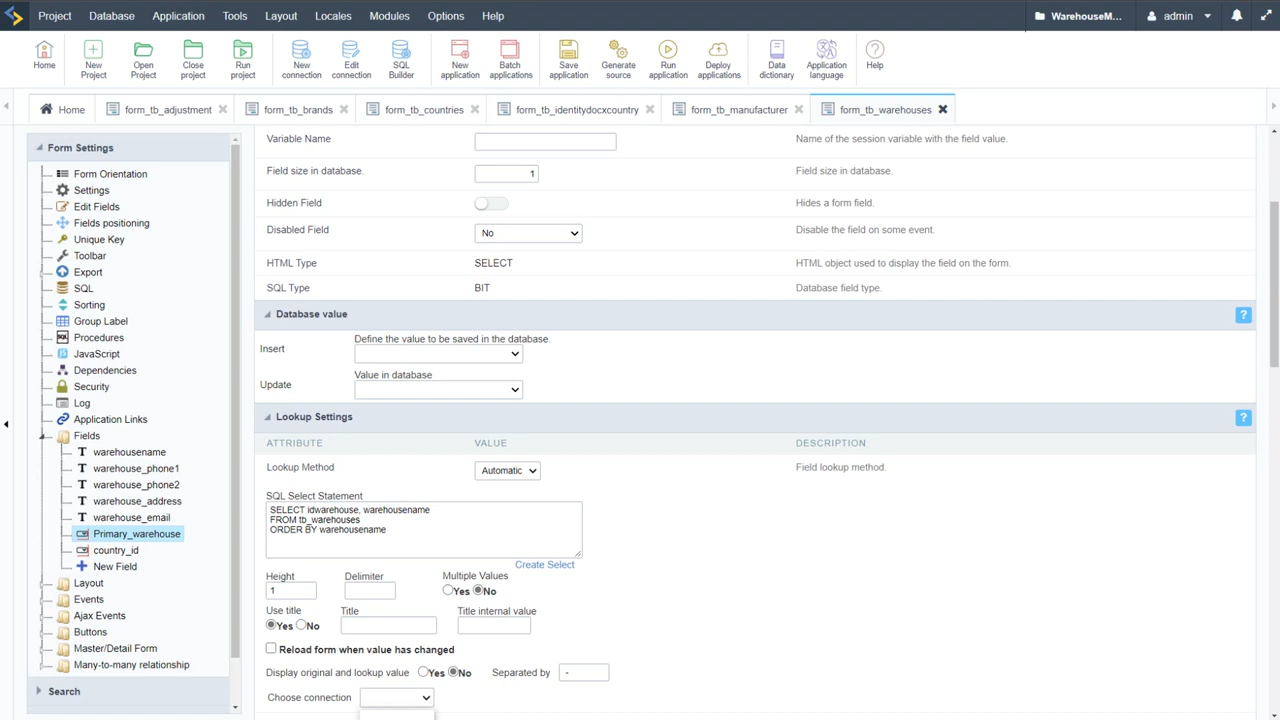 Project Database Application Tools Layout Locales Modules Options Help WarehouseM... admin
Home New Project Open Project Close project Run project New connection Edit connection SQL Builder New application Batch applications Save application Generate source Run application Deploy applications Data dictionary Application language Help
Home form_tb_adjustment form_tb_brands form_tb_countries form_tb_identitydocxcountry form_tb_manufacturer form_tb_warehouses
Form Settings
Form Orientation
Settings
Edit Fields
Fields positioning
Unique Key
Toolbar
Export
SQL
Sorting
Group Label
Procedures
JavaScript
Dependencies
Security
Log
Application Links
Fields
warehousename
warehouse_phone1
warehouse_phone2
warehouse_address
warehouse_email
Primary_warehouse
country_id
New Field
Layout
Events
Ajax Events
Buttons
Master/Detail Form
Many-to-many relationship
Search
Variable Name Name of the session variable with the field value.
Field size in database. 1 Field size in database.
Hidden Field Hides a form field.
Disabled Field No Disable the field on some event.
HTML Type SELECT HTML object used to display the field on the form.
SQL Type BIT Database field type.
Database value ?
Define the value to be saved in the database.
Insert
Value in database
Update
Lookup Settings ?
ATTRIBUTE VALUE DESCRIPTION
Lookup Method Automatic Field lookup method.
SQL Select Statement
SELECT idwarehouse, warehousename
FROM tb_warehouses
ORDER BY warehousename
Create Select
Height Delimiter Multiple Values
1 Yes No
Use title Title Title internal value
Yes No
Reload form when value has changed
Display original and lookup value Yes No Separated by -
Choose connection